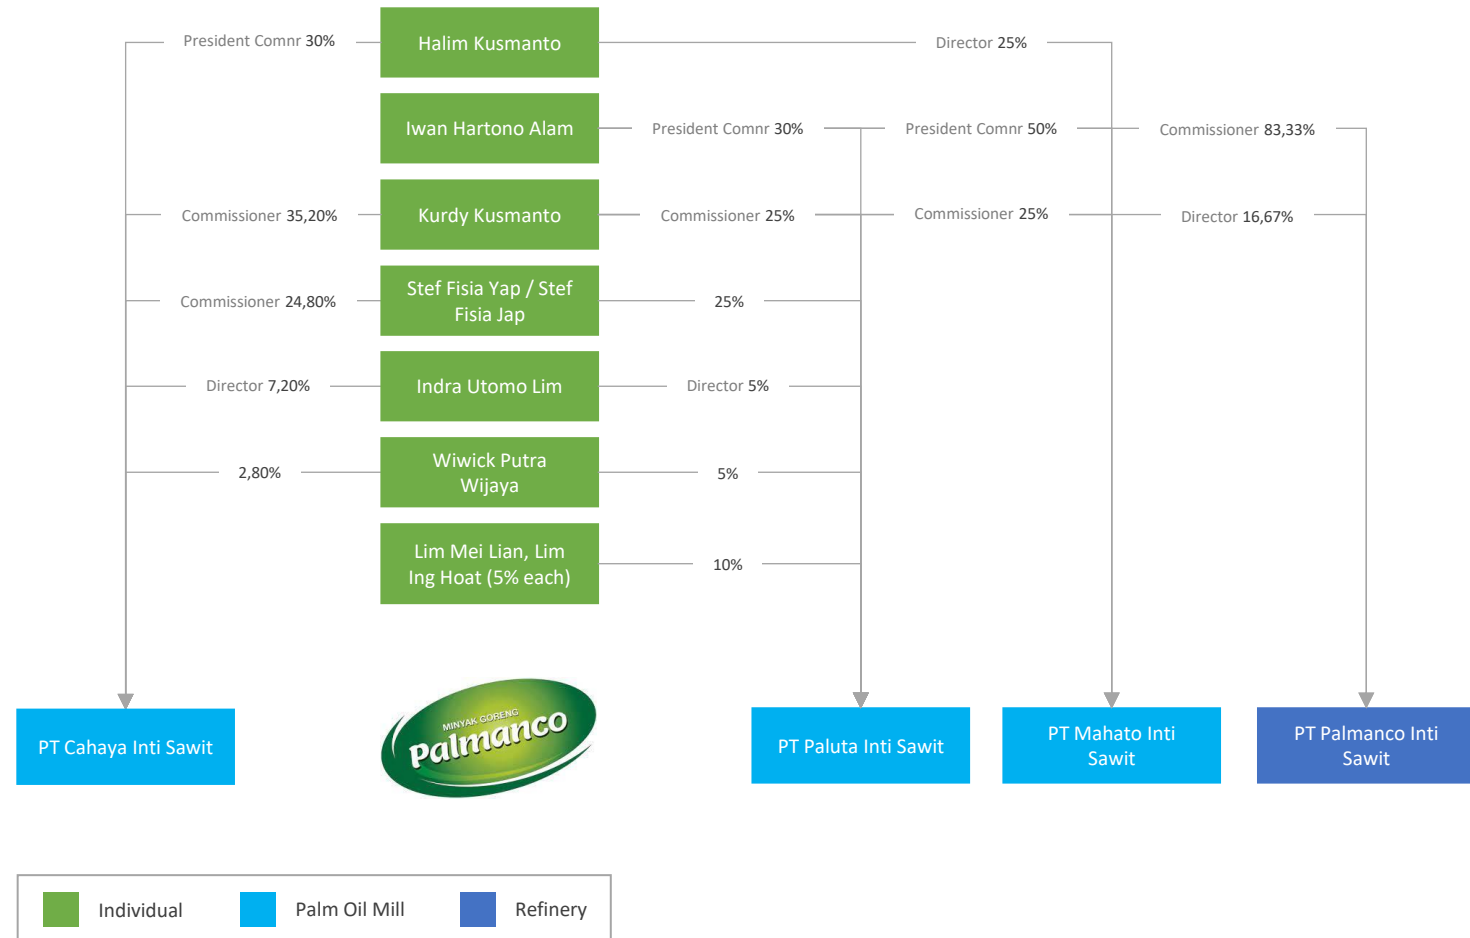 President Comnr 30%
Halim Kusmanto
Director 25%
Iwan Hartono Alam
President Comnr 30%
President Comnr 50%
Commissioner 83,33%
Commissioner 35,20%
Kurdy Kusmanto
Commissioner 25%
Commissioner 25%
Director 16,67%
Commissioner 24,80%
Stef Fisia Yap / Stef
Fisia Jap
25%
Director 7,20%
Indra Utomo Lim
Director 5%
2,80%
Wiwick Putra
Wijaya
5%
Lim Mei Lian, Lim
Ing Hoat (5% each)
10%
PT Cahaya Inti Sawit
MINYAK GORENG
Palmanco
PT Paluta Inti Sawit
PT Mahato Inti
Sawit
PT Palmanco Inti
Sawit
Individual
Palm Oil Mill
Refinery